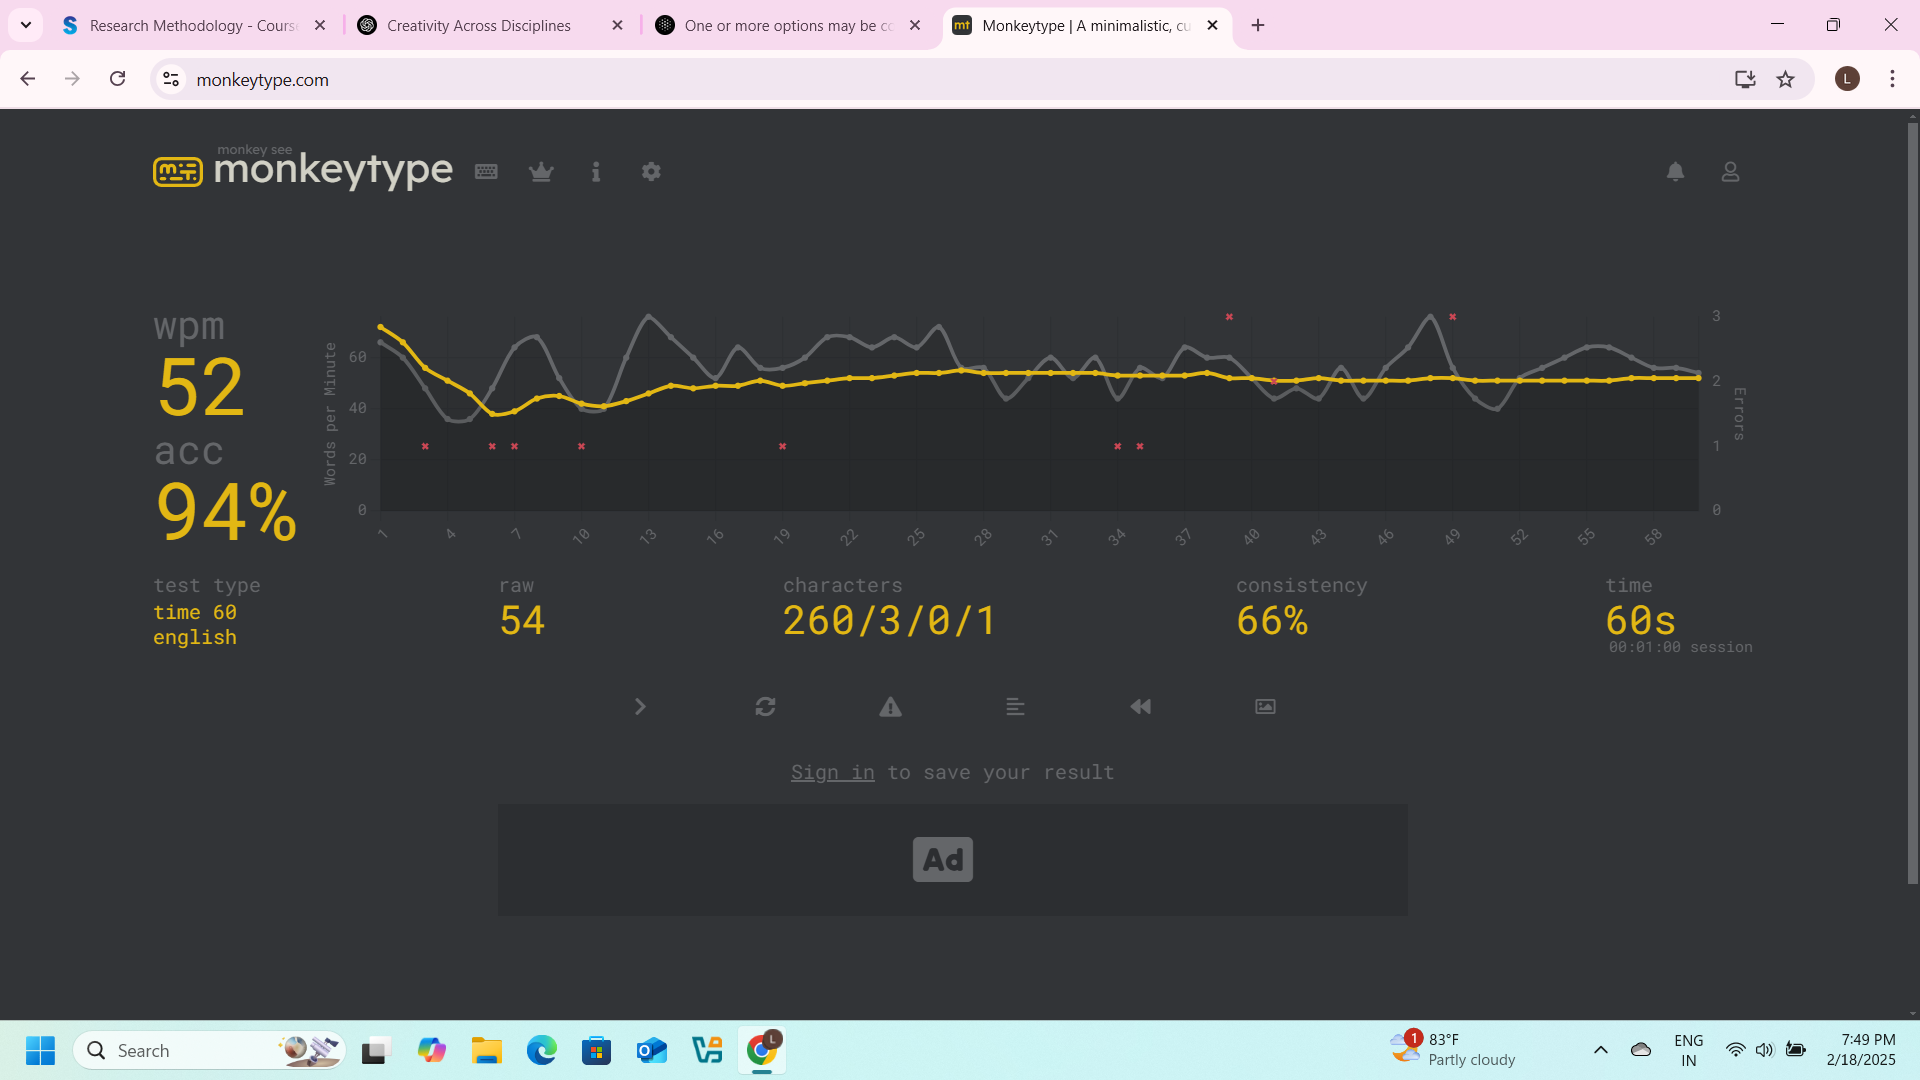 Research Methodology - Cours
Creativity Across Disciplines
One or more options may be co
mt
Monkeytype | A minimalistic, cu
monkeytype.com
L
monkey see
monkeytype
wpm
52
acc
94%
Words per Minute
60
40
20
0
3
2
1
0
Errors
1 4 7 10 13 16 19 22 25 28 31 34 37 40 43 46 49 52 55 58
test type
time 60
english
raw
54
characters
260/3/0/1
consistency
66%
time
60s
00:01:00 session
Sign in to save your result
Ad
Search
L
1
83°F
Partly cloudy
ENG
IN
7:49 PM
2/18/2025